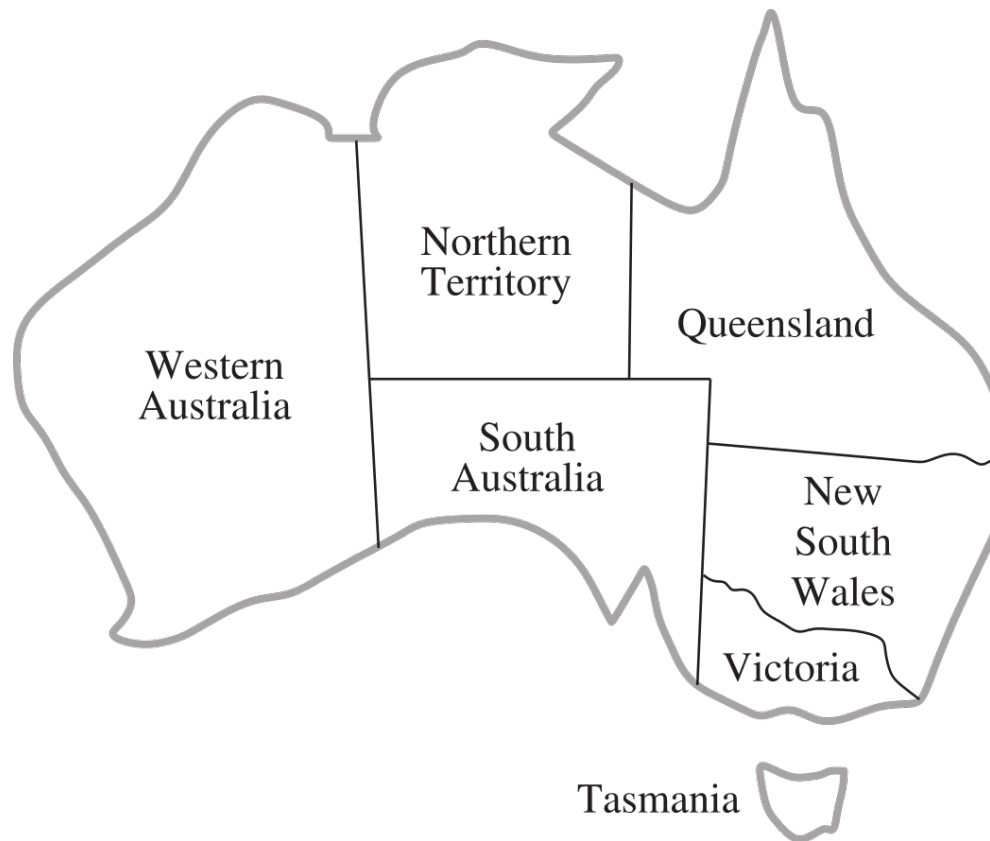 Northern
Territory
Queensland
Western
Australia
South
Australia
New
South
Wales
Victoria
Tasmania